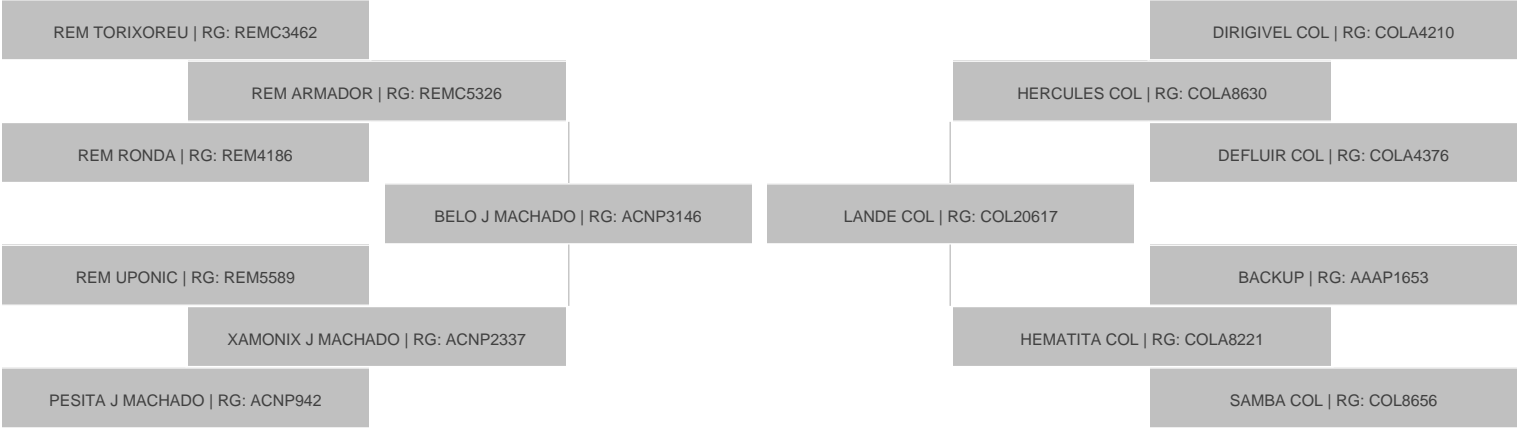 REM TORIXOREU | RG: REMC3462
DIRIGIVEL COL | RG: COLA4210
REM ARMADOR | RG: REMC5326
HERCULES COL | RG: COLA8630
REM RONDA | RG: REM4186
DEFLUIR COL | RG: COLA4376
BELO J MACHADO | RG: ACNP3146
LANDE COL | RG: COL20617
REM UPONIC | RG: REM5589
BACKUP | RG: AAAP1653
XAMONIX J MACHADO | RG: ACNP2337
HEMATITA COL | RG: COLA8221
PESITA J MACHADO | RG: ACNP942
SAMBA COL | RG: COL8656